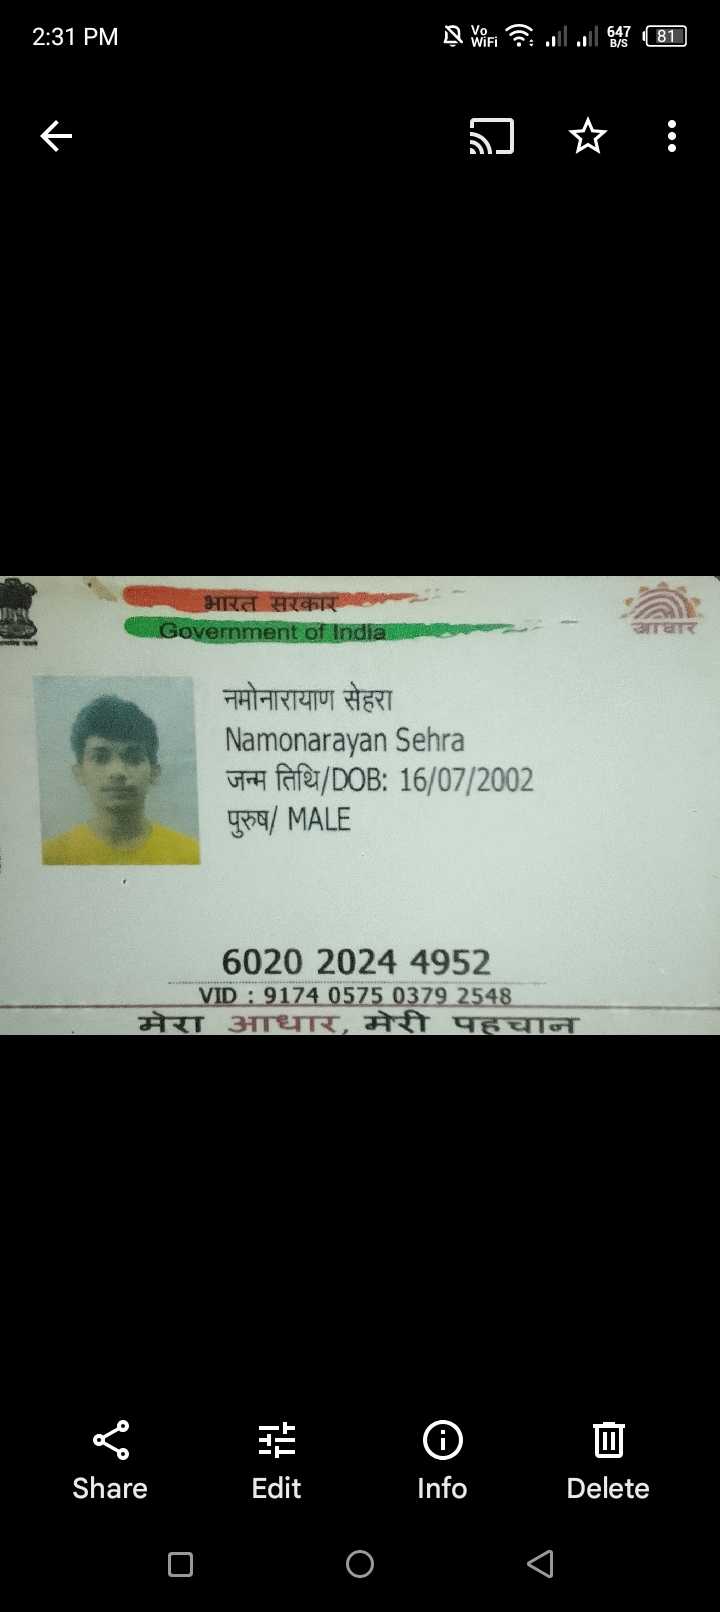 2:31 PM
Vo WiFi 647 B/S 81
भारत सरकार
Government of India
आधार
नमोनारायाण सेहरा
Namonarayan Sehra
जन्म तिथि/DOB: 16/07/2002
पुरुष/ MALE
6020 2024 4952
VID : 9174 0575 0379 2548
मेरा आधार, मेरी पहचान
Share Edit Info Delete